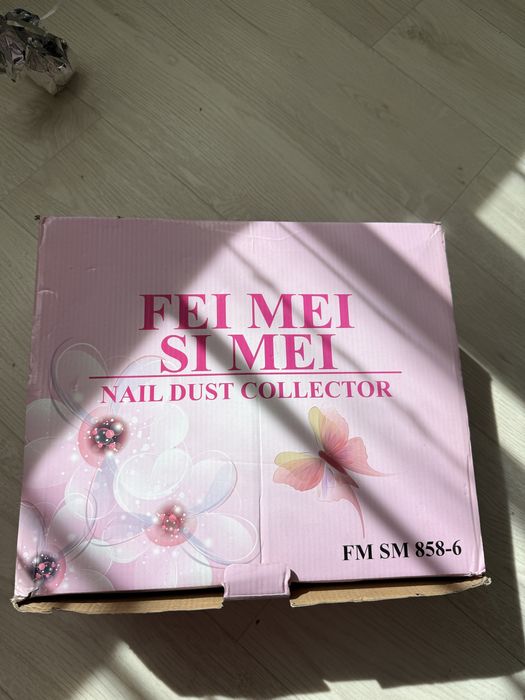 FEI MEI
SI MEI
NAIL DUST COLLECTOR
FM SM 858-6